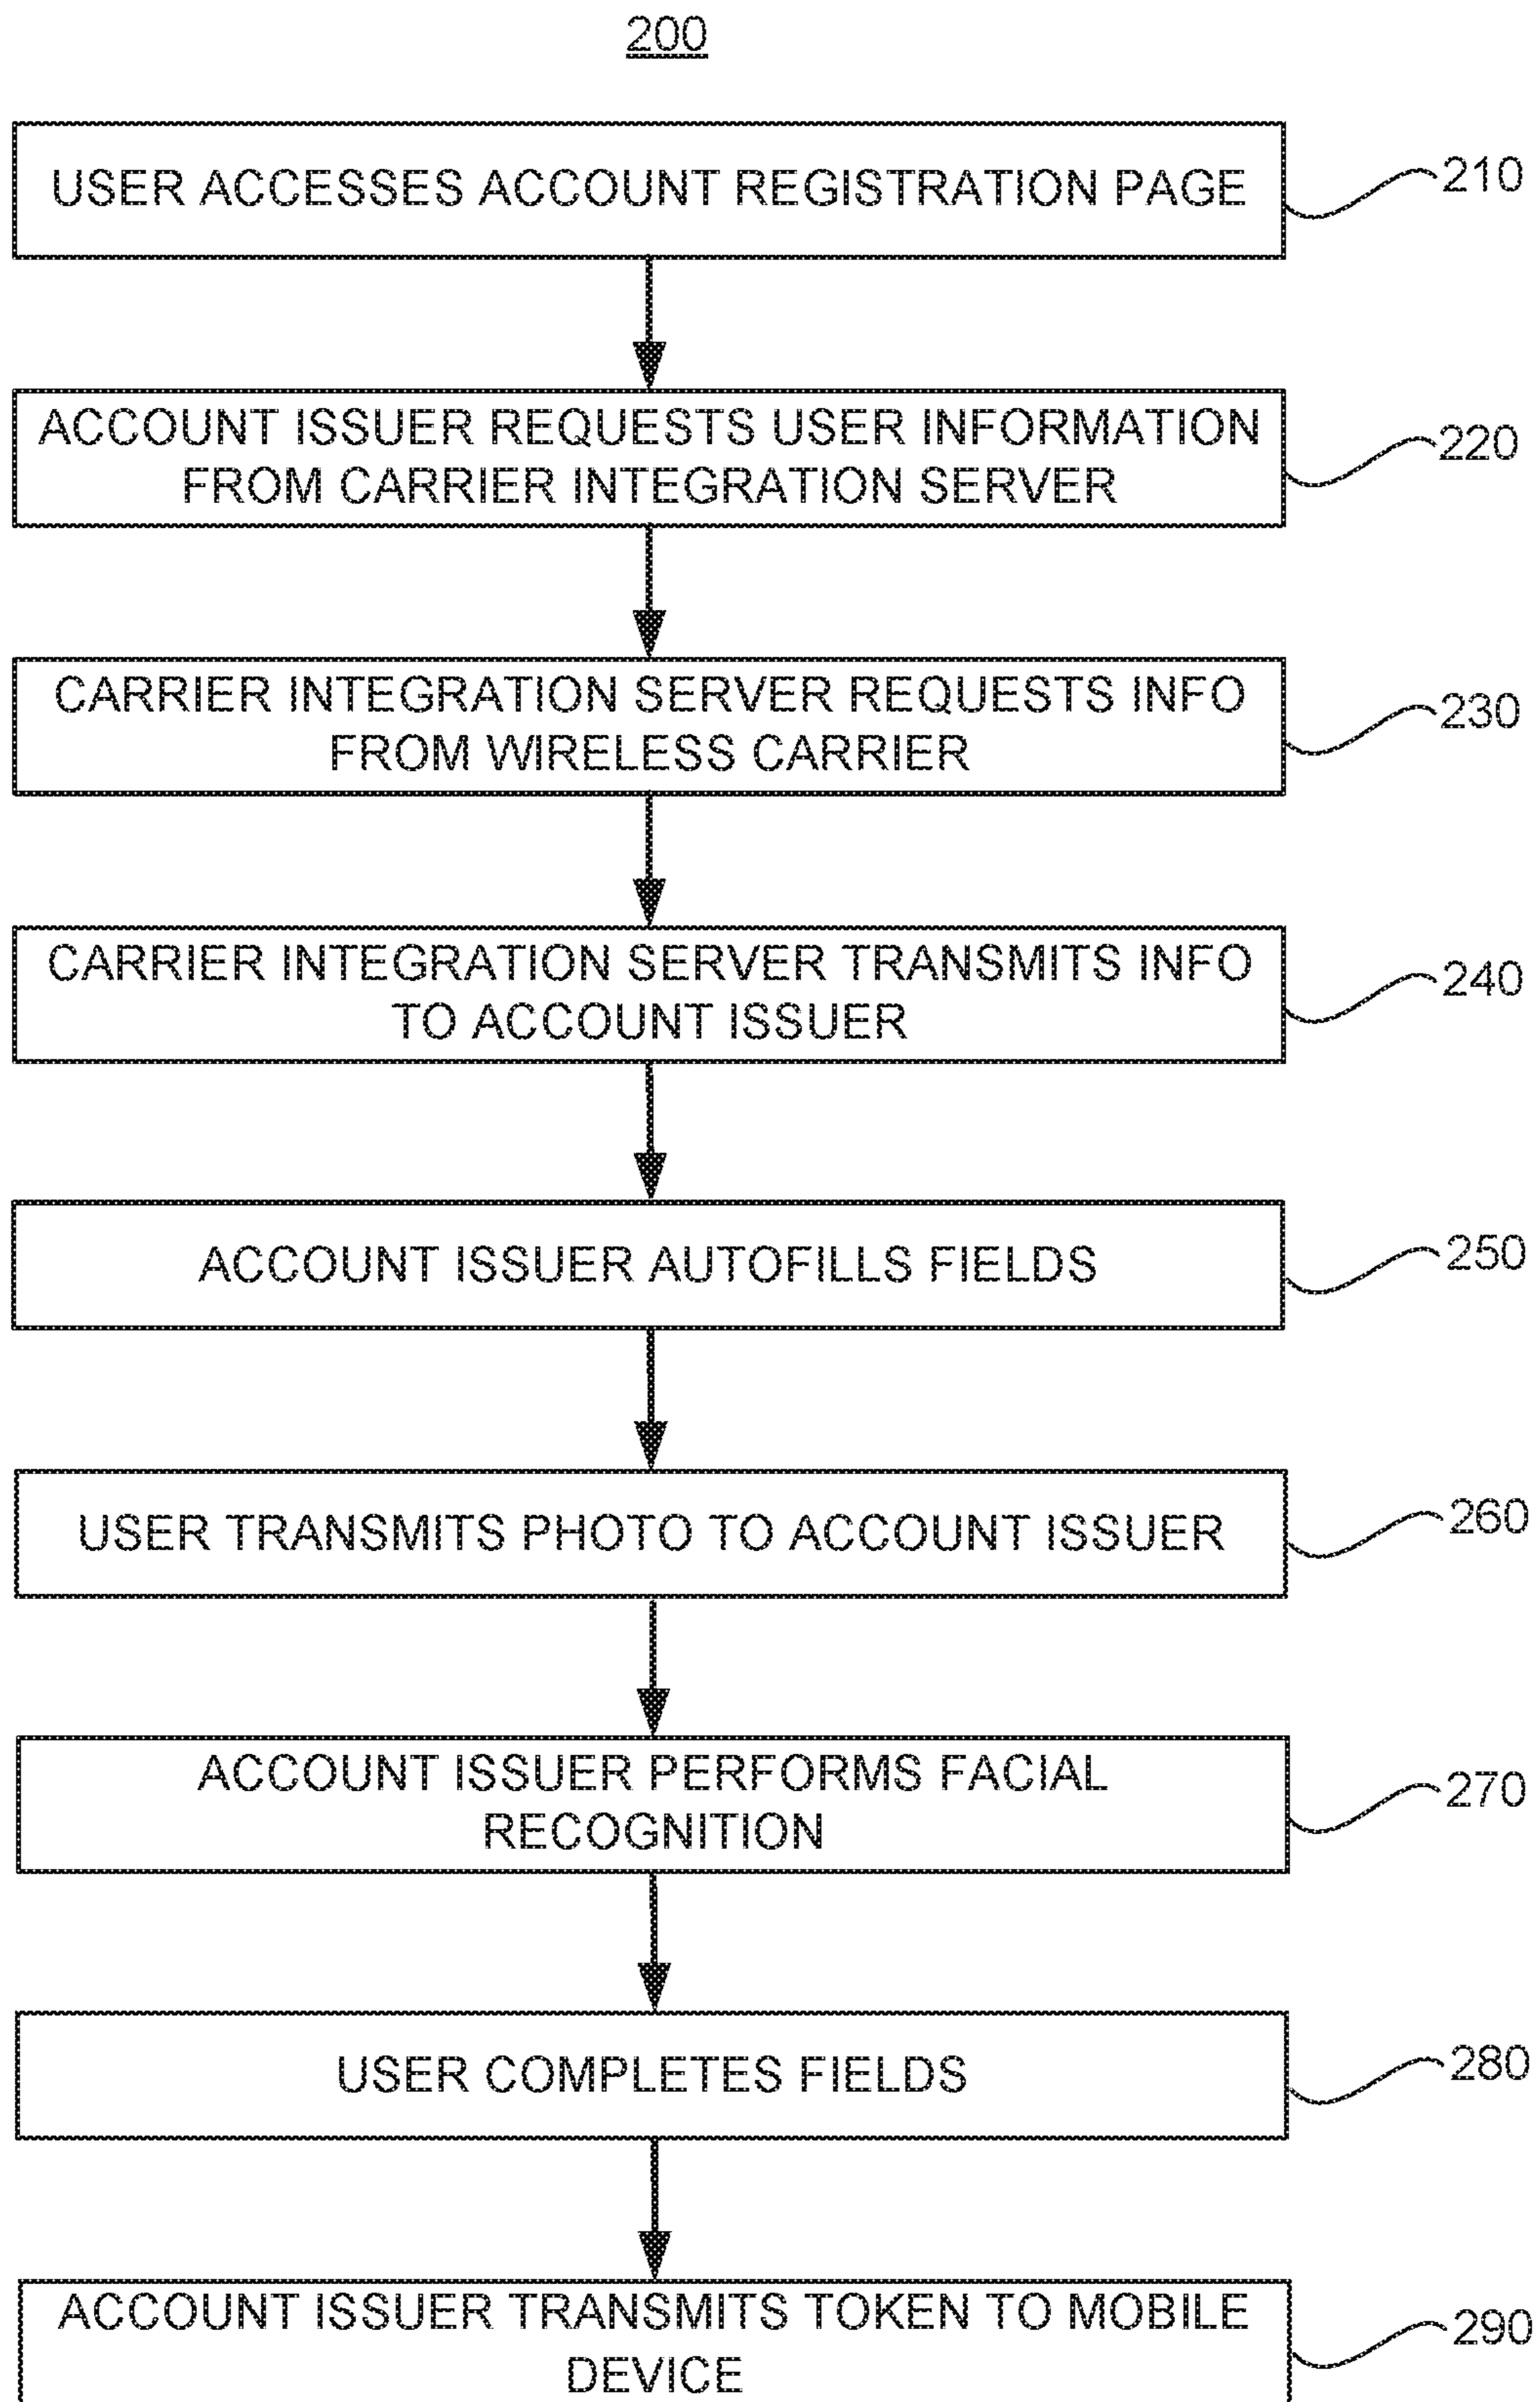 200
USER ACCESSES ACCOUNT REGISTRATION PAGE
210
ACCOUNT ISSUER REQUESTS USER INFORMATION
FROM CARRIER INTEGRATION SERVER
220
CARRIER INTEGRATION SERVER REQUESTS INFO
FROM WIRELESS CARRIER
230
CARRIER INTEGRATION SERVER TRANSMITS INFO
TO ACCOUNT ISSUER
240
ACCOUNT ISSUER AUTOFILLS FIELDS
250
USER TRANSMITS PHOTO TO ACCOUNT ISSUER
260
ACCOUNT ISSUER PERFORMS FACIAL
RECOGNITION
270
USER COMPLETES FIELDS
280
ACCOUNT ISSUER TRANSMITS TOKEN TO MOBILE
DEVICE
290